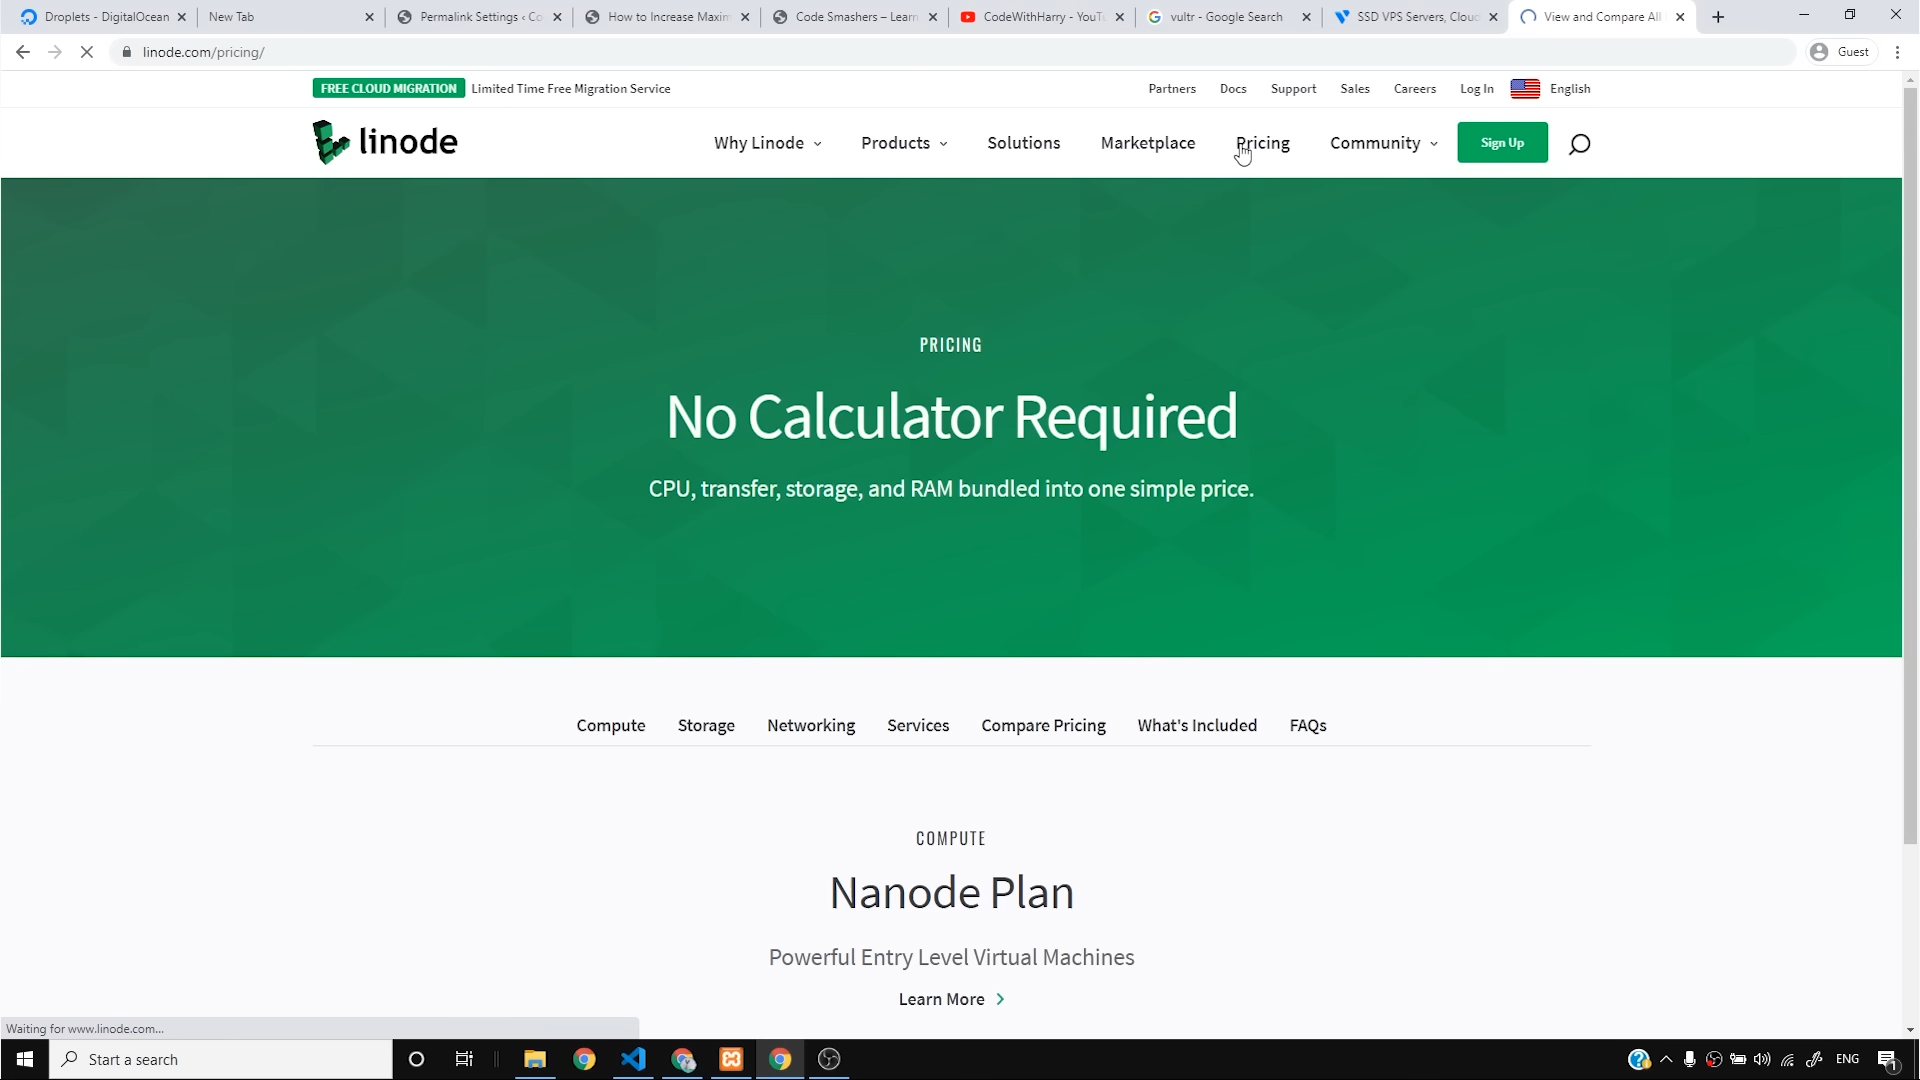 Droplets - DigitalOcean
New Tab
Permalink Settings ‹ Co
How to Increase Maxim
Code Smashers – Learn
CodeWithHarry - YouT
vultr - Google Search
SSD VPS Servers, Clou
View and Compare All
linode.com/pricing/
Guest
FREE CLOUD MIGRATION Limited Time Free Migration Service
Partners Docs Support Sales Careers Log In English
linode
Why Linode Products Solutions Marketplace Pricing Community Sign Up
PRICING
No Calculator Required
CPU, transfer, storage, and RAM bundled into one simple price.
Compute Storage Networking Services Compare Pricing What's Included FAQs
COMPUTE
Nanode Plan
Powerful Entry Level Virtual Machines
Learn More
Waiting for www.linode.com...
Start a search
ENG
1